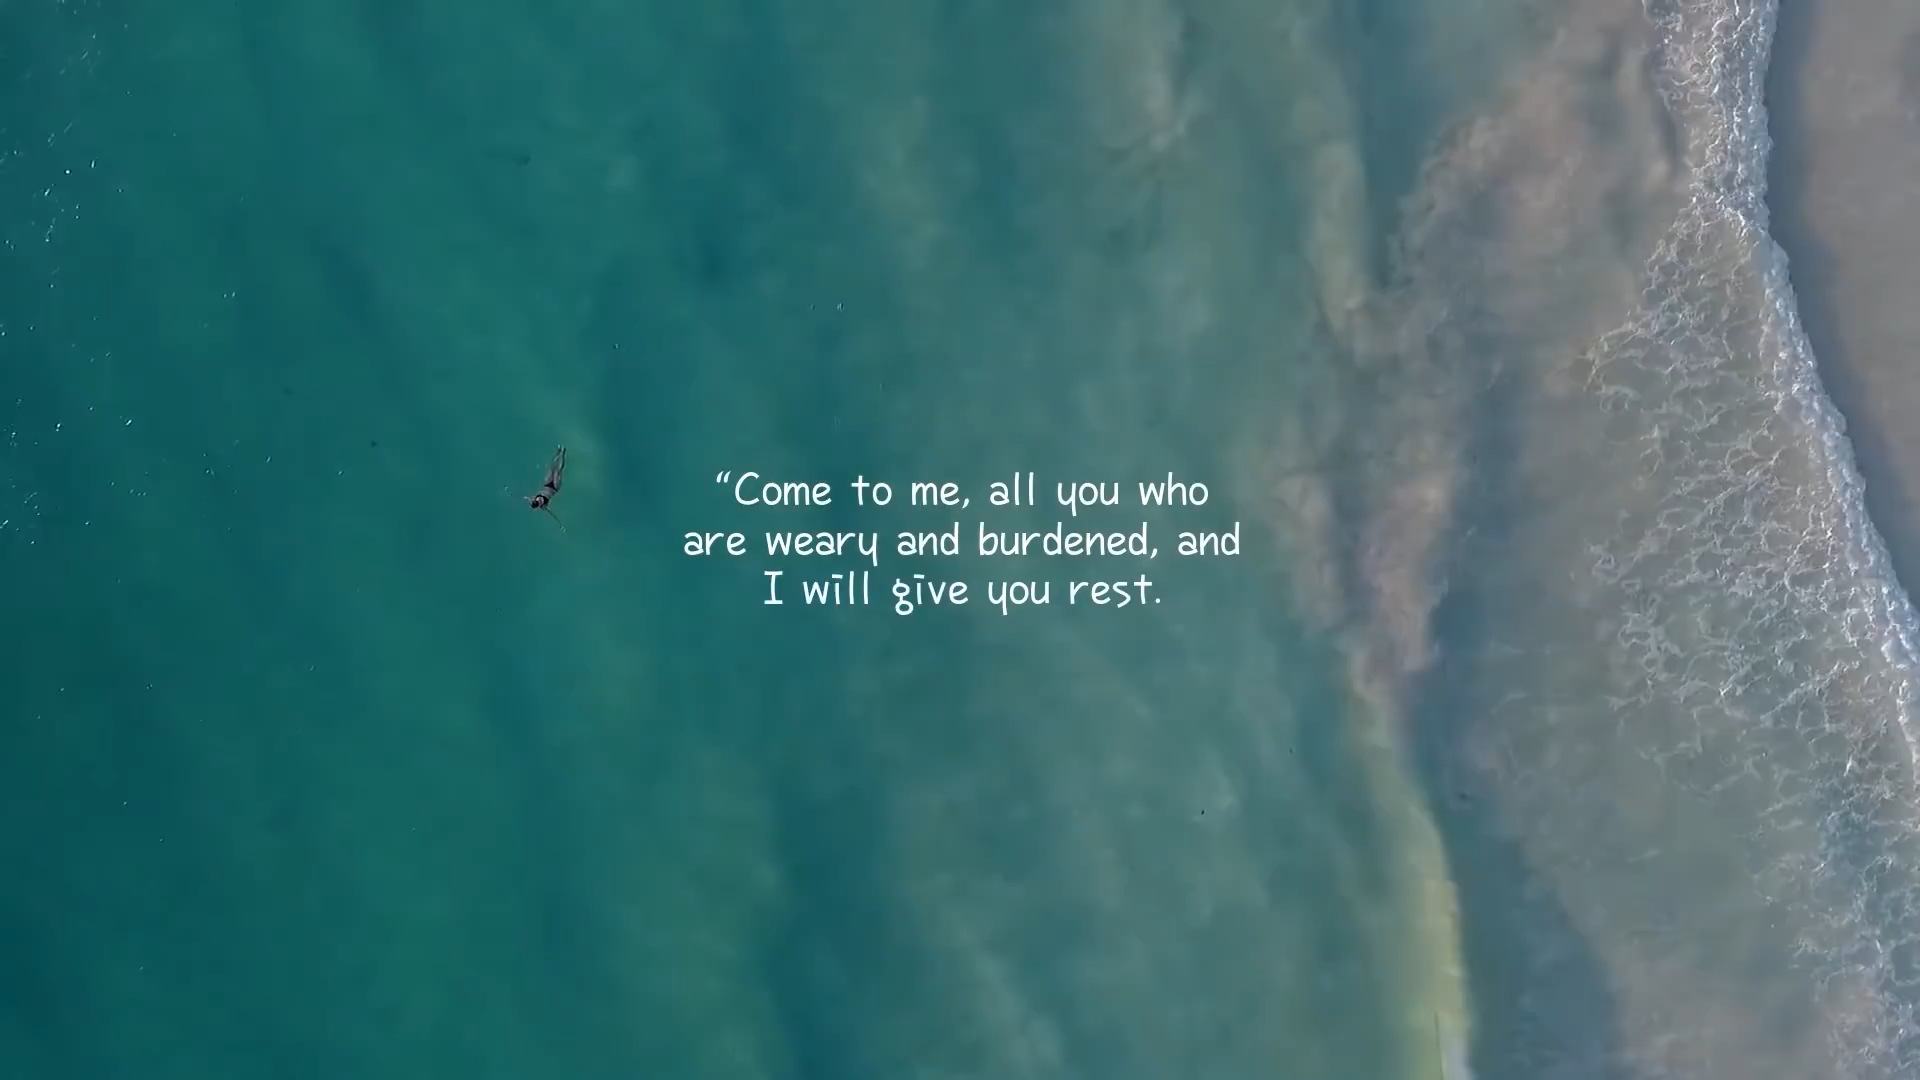 “Come to me, all you who
are weary and burdened, and
I will give you rest.